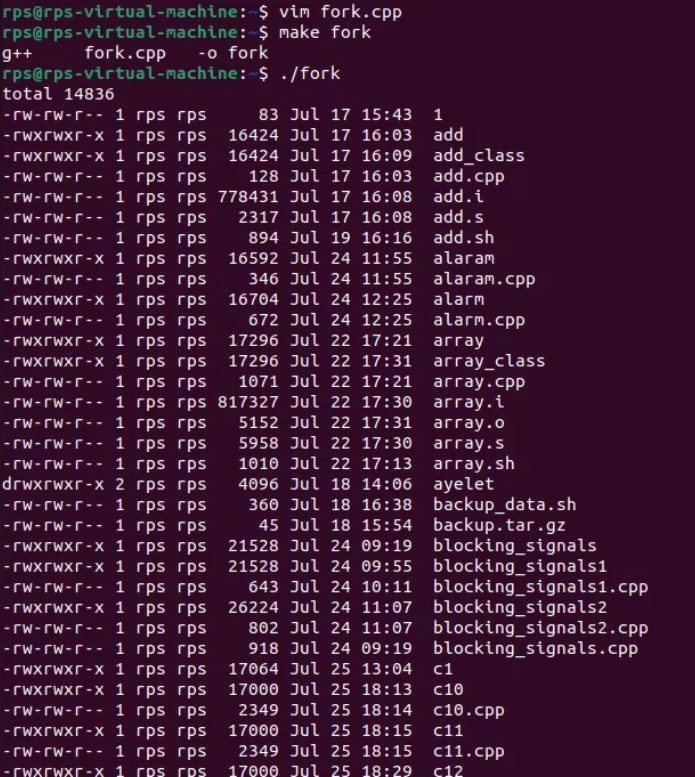 rps@rps-virtual-machine:~$ vim fork.cpp
rps@rps-virtual-machine:~$ make fork
g++     fork.cpp   -o fork
rps@rps-virtual-machine:~$ ./fork
total 14836
-rw-rw-r-- 1 rps rps     83 Jul 17 15:43  1
-rwxrwxr-x 1 rps rps  16424 Jul 17 16:03  add
-rwxrwxr-x 1 rps rps  16424 Jul 17 16:09  add_class
-rw-rw-r-- 1 rps rps    128 Jul 17 16:03  add.cpp
-rw-rw-r-- 1 rps rps 778431 Jul 17 16:08  add.i
-rw-rw-r-- 1 rps rps   2317 Jul 17 16:08  add.s
-rw-rw-r-- 1 rps rps    894 Jul 19 16:16  add.sh
-rwxrwxr-x 1 rps rps  16592 Jul 24 11:55  alaram
-rw-rw-r-- 1 rps rps    346 Jul 24 11:55  alaram.cpp
-rwxrwxr-x 1 rps rps  16704 Jul 24 12:25  alarm
-rw-rw-r-- 1 rps rps    672 Jul 24 12:25  alarm.cpp
-rwxrwxr-x 1 rps rps  17296 Jul 22 17:21  array
-rwxrwxr-x 1 rps rps  17296 Jul 22 17:31  array_class
-rw-rw-r-- 1 rps rps   1071 Jul 22 17:21  array.cpp
-rw-rw-r-- 1 rps rps 817327 Jul 22 17:30  array.i
-rw-rw-r-- 1 rps rps   5152 Jul 22 17:31  array.o
-rw-rw-r-- 1 rps rps   5958 Jul 22 17:30  array.s
-rw-rw-r-- 1 rps rps   1010 Jul 22 17:13  array.sh
drwxrwxr-x 2 rps rps   4096 Jul 18 14:06  ayelet
-rw-rw-r-- 1 rps rps    360 Jul 18 16:38  backup_data.sh
-rw-rw-r-- 1 rps rps     45 Jul 18 15:54  backup.tar.gz
-rwxrwxr-x 1 rps rps  21528 Jul 24 09:19  blocking_signals
-rwxrwxr-x 1 rps rps  21528 Jul 24 09:55  blocking_signals1
-rw-rw-r-- 1 rps rps    643 Jul 24 10:11  blocking_signals1.cpp
-rwxrwxr-x 1 rps rps  26224 Jul 24 11:07  blocking_signals2
-rw-rw-r-- 1 rps rps    802 Jul 24 11:07  blocking_signals2.cpp
-rw-rw-r-- 1 rps rps    918 Jul 24 09:19  blocking_signals.cpp
-rwxrwxr-x 1 rps rps  17064 Jul 25 13:04  c1
-rwxrwxr-x 1 rps rps  17000 Jul 25 18:13  c10
-rw-rw-r-- 1 rps rps   2349 Jul 25 18:14  c10.cpp
-rwxrwxr-x 1 rps rps  17000 Jul 25 18:15  c11
-rw-rw-r-- 1 rps rps   2349 Jul 25 18:15  c11.cpp
-rwxrwxr-x 1 rps rps  17000 Jul 25 18:29  c12